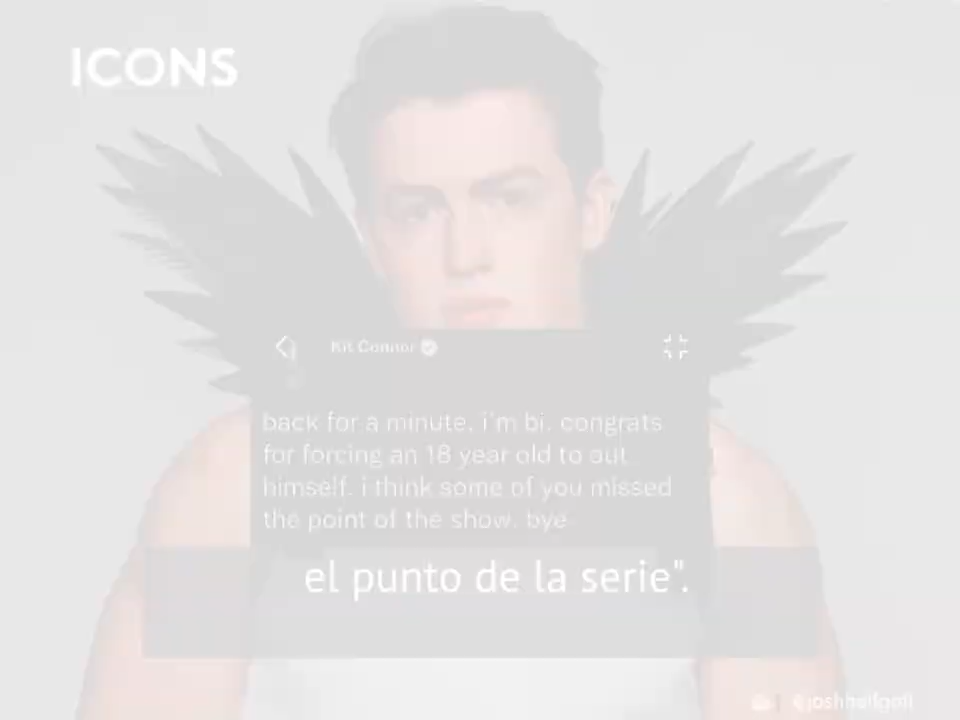 ICONS
Kit Connor
back for a minute. i'm bi. congrats
for forcing an 18 year old to out
himself. i think some of you missed
the point of the show. bye
el punto de la serie".